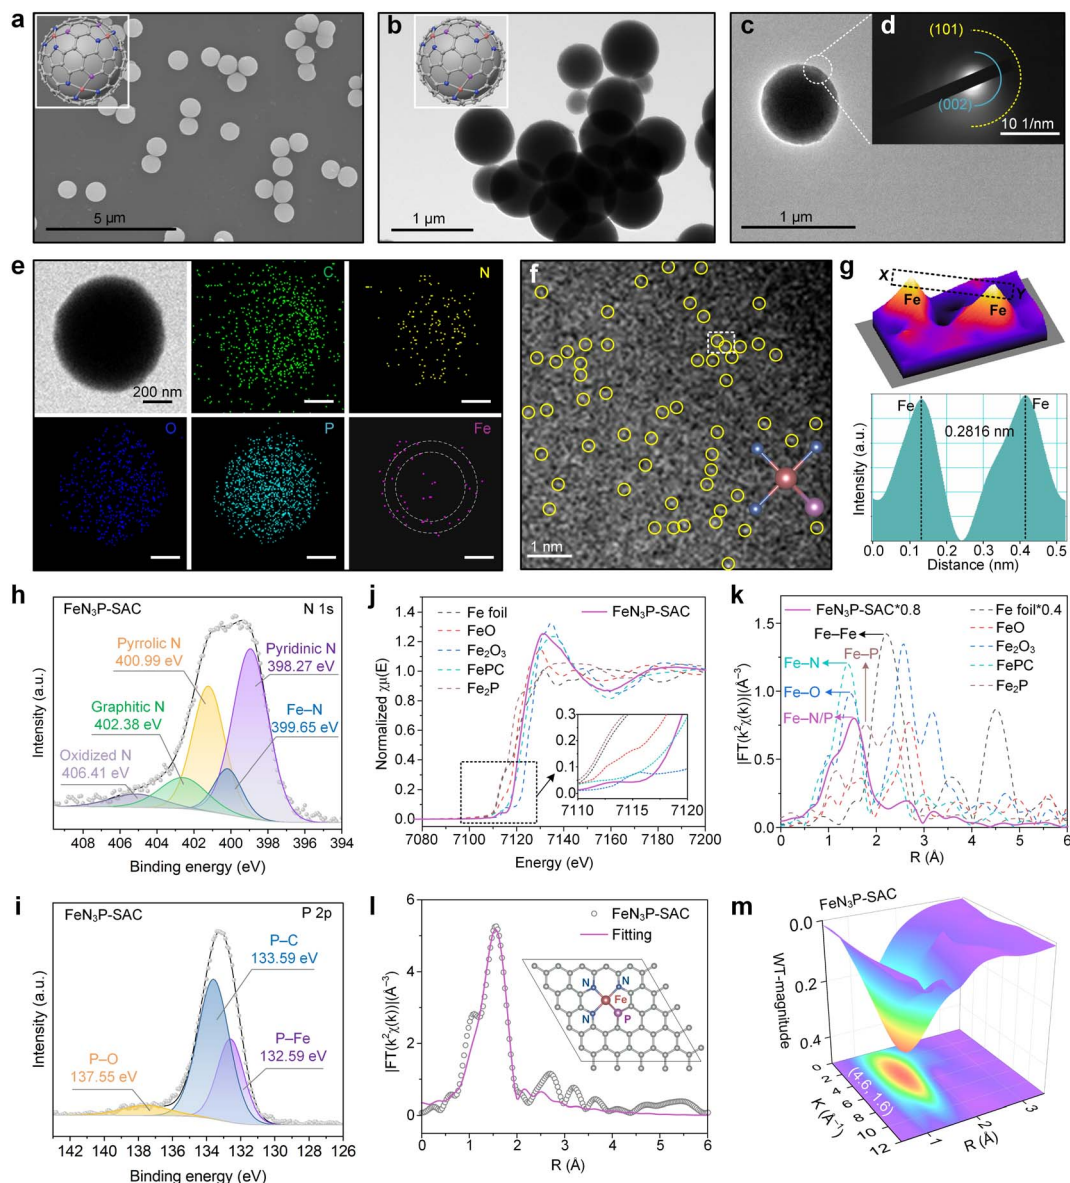 a
5 μm
b
1 μm
c
1 μm
d
(101)
(002)
10 1/nm
e
200 nm
C
N
O
P
Fe
f
1 nm
g
X
Y
Fe
Fe
Fe
Fe
0.2816 nm
Intensity (a.u.)
0.0 0.1 0.2 0.3 0.4 0.5
Distance (nm)
h
FeN₃P-SAC
N 1s
Pyrrolic N
400.99 eV
Pyridinic N
398.27 eV
Graphitic N
402.38 eV
Fe–N
399.65 eV
Oxidized N
406.41 eV
Intensity (a.u.)
408 406 404 402 400 398 396 394
Binding energy (eV)
j
Fe foil
FeO
Fe₂O₃
FePC
Fe₂P
FeN₃P-SAC
Normalized χμ(E)
1.4
1.2
1.0
0.8
0.6
0.4
0.2
0.0
0.3
0.2
0.1
0.0
7110 7115 7120
7080 7100 7120 7140 7160 7180 7200
Energy (eV)
k
FeN₃P-SAC*0.8
Fe foil*0.4
FeO
Fe₂O₃
FePC
Fe₂P
Fe–Fe
Fe–P
Fe–N
Fe–O
Fe–N/P
|FT(k²χ(k))|(Å⁻³)
1.5
1.0
0.5
0.0
0 1 2 3 4 5 6
R (Å)
i
FeN₃P-SAC
P 2p
P–C
133.59 eV
P–Fe
132.59 eV
P–O
137.55 eV
Intensity (a.u.)
142 140 138 136 134 132 130 128 126
Binding energy (eV)
l
FeN₃P-SAC
Fitting
N
N
Fe
N
P
|FT(k²χ(k))|(Å⁻³)
6
4
2
0
0 1 2 3 4 5 6
R (Å)
m
FeN₃P-SAC
WT-magnitude
0.0
0.2
0.4
(4.6, 1.6)
0 2 4 6 8 10 12
K (Å⁻¹)
1 2 3
R (Å)